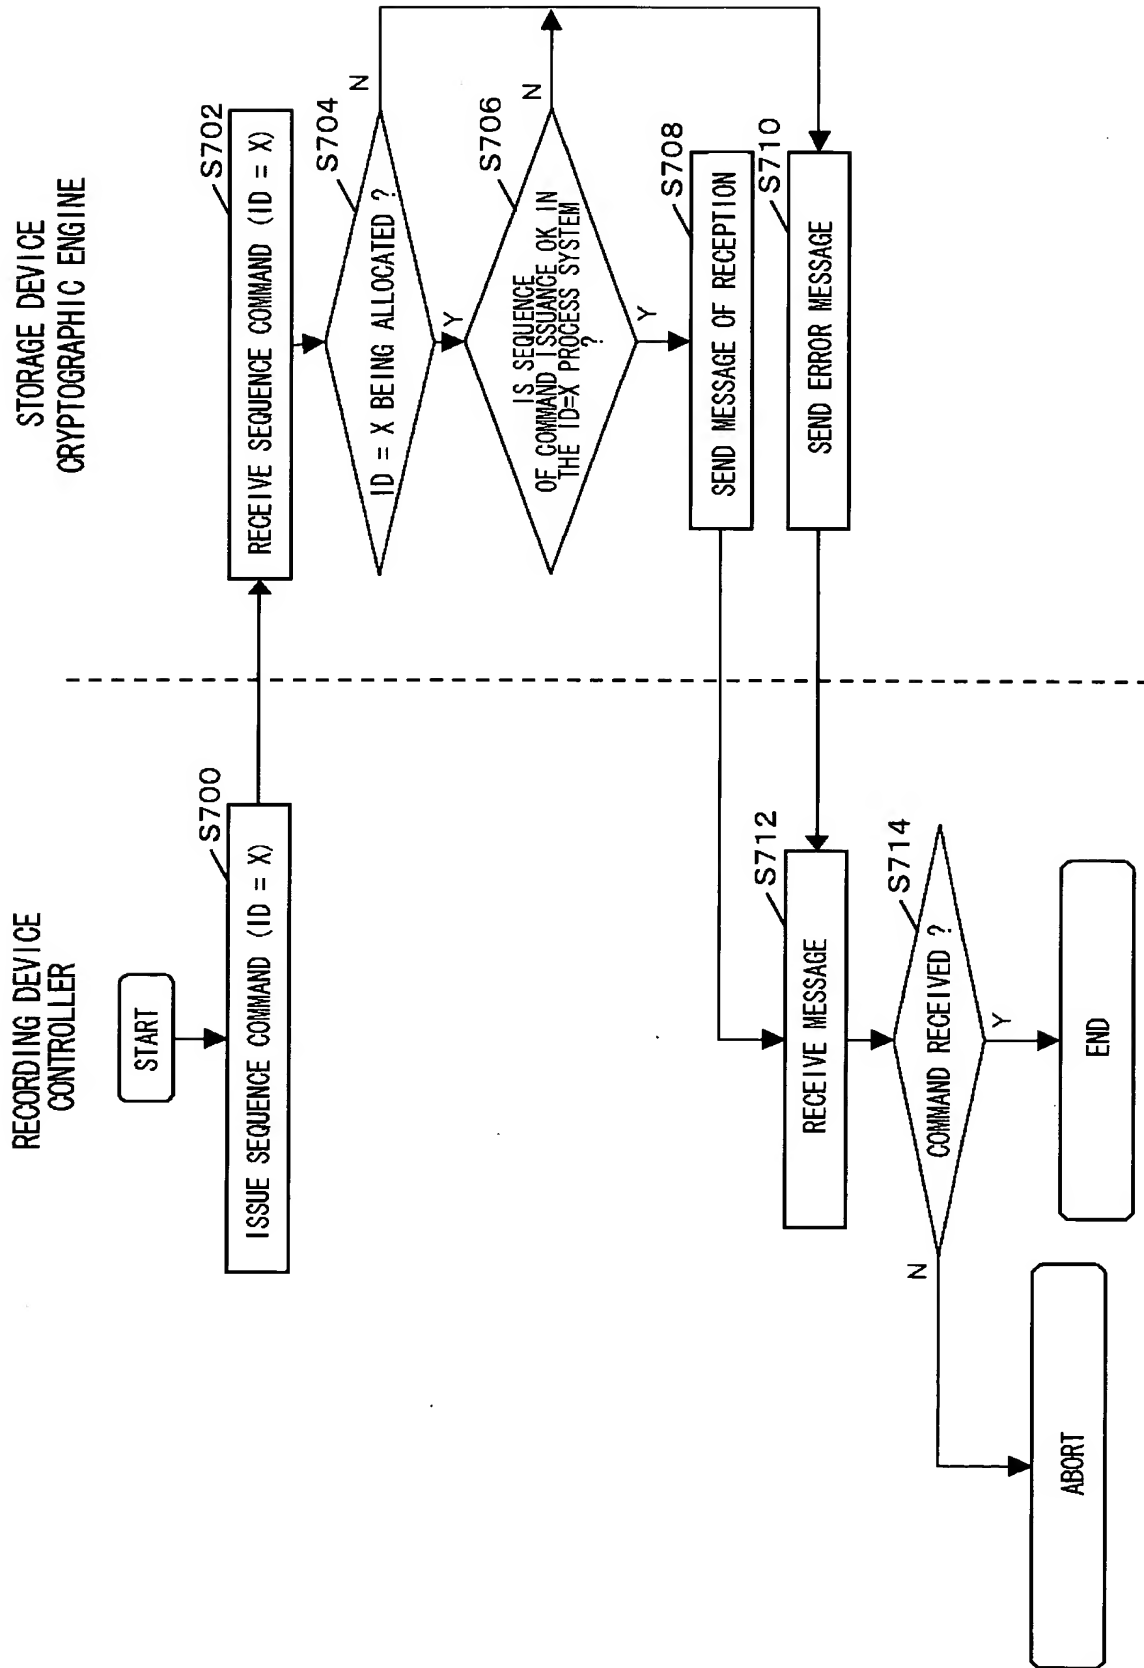 RECORDING DEVICE
CONTROLLER
STORAGE DEVICE
CRYPTOGRAPHIC ENGINE
START
S700
ISSUE SEQUENCE COMMAND (ID = X)
S702
RECEIVE SEQUENCE COMMAND (ID = X)
S704
ID = X BEING ALLOCATED ?
N
Y
S706
IS SEQUENCE
OF COMMAND ISSUANCE OK IN
THE ID=X PROCESS SYSTEM
?
N
Y
S708
SEND MESSAGE OF RECEPTION
S710
SEND ERROR MESSAGE
S712
RECEIVE MESSAGE
S714
COMMAND RECEIVED ?
N
Y
ABORT
END